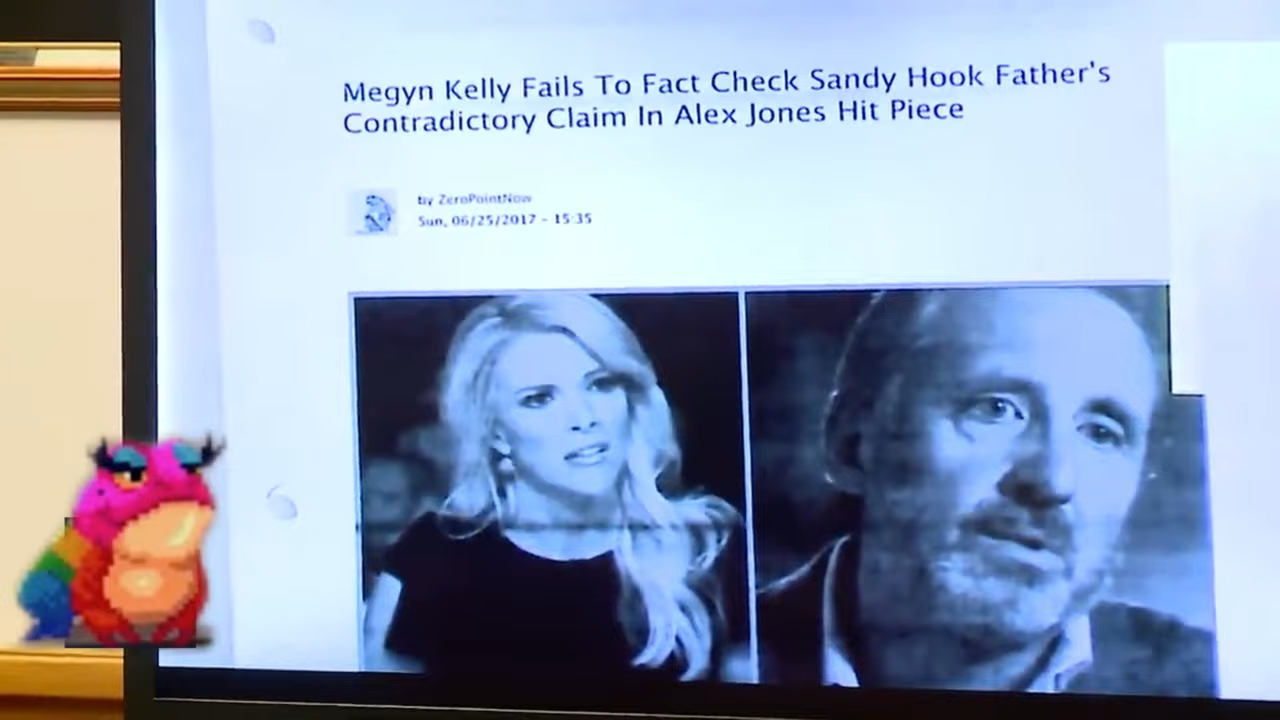 Megyn Kelly Fails To Fact Check Sandy Hook Father's
Contradictory Claim In Alex Jones Hit Piece
by ZeroPointNow
Sun, 06/25/2017 - 15:35